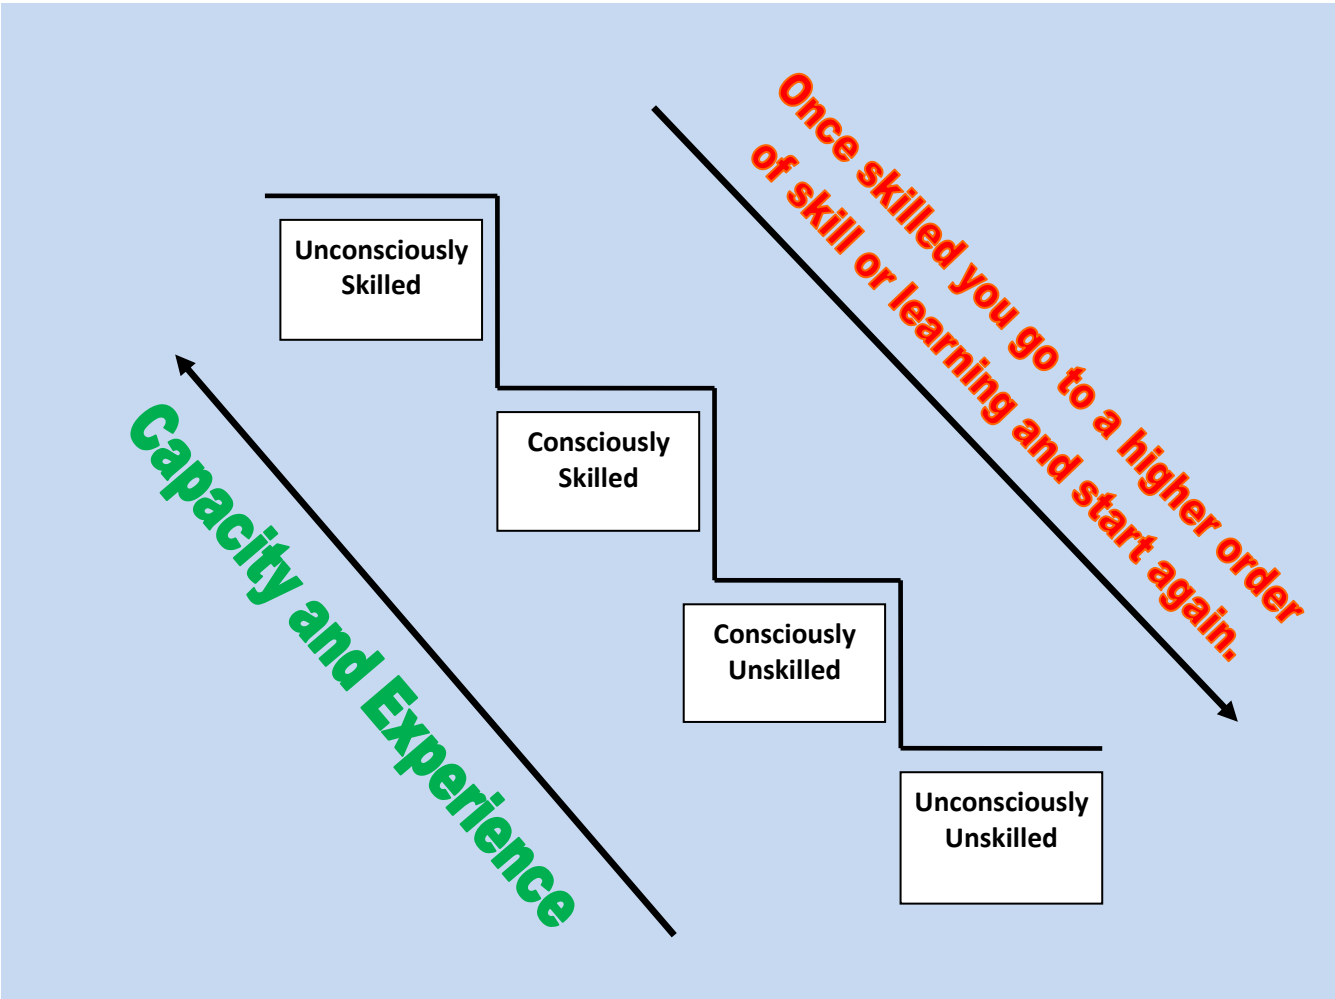 Once skilled you go to a higher order
of skill or learning and start again.
Unconsciously
Skilled
Consciously
Skilled
Capacity and Experience
Consciously
Unskilled
Unconsciously
Unskilled